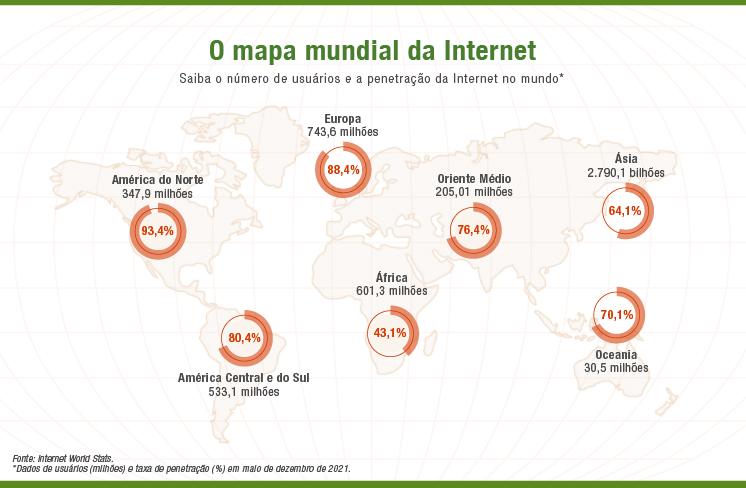 O mapa mundial da Internet
Saiba o número de usuários e a penetração da Internet no mundo*
Europa
743,6 milhões
88,4%
América do Norte
347,9 milhões
93,4%
Oriente Médio
205,01 milhões
76,4%
Ásia
2.790,1 bilhões
64,1%
África
601,3 milhões
43,1%
80,4%
América Central e do Sul
533,1 milhões
70,1%
Oceania
30,5 milhões
Fonte: Internet World Stats.
*Dados de usuários (milhões) e taxa de penetração (%) em maio de dezembro de 2021.